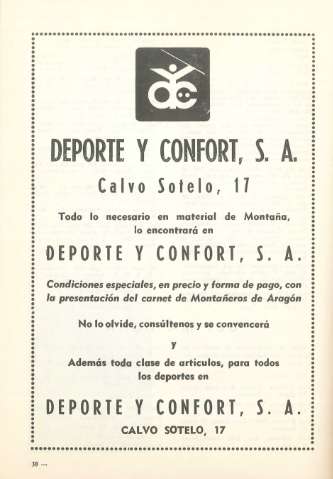 DEPORTE Y CONFORT, S. A.
Calvo Sotelo, 17
Todo lo necesario en material de Montaña,
lo encontrará en
DEPORTE Y CONFORT, S. A.
Condiciones especiales, en precio y forma de pago, con
la presentación del carnet de Montañeros de Aragón
No lo olvide, consúltenos y se convencerá
y
Además toda clase de artículos, para todos
los deportes en
DEPORTE Y CONFORT, S. A.
CALVO SOTELO, 17